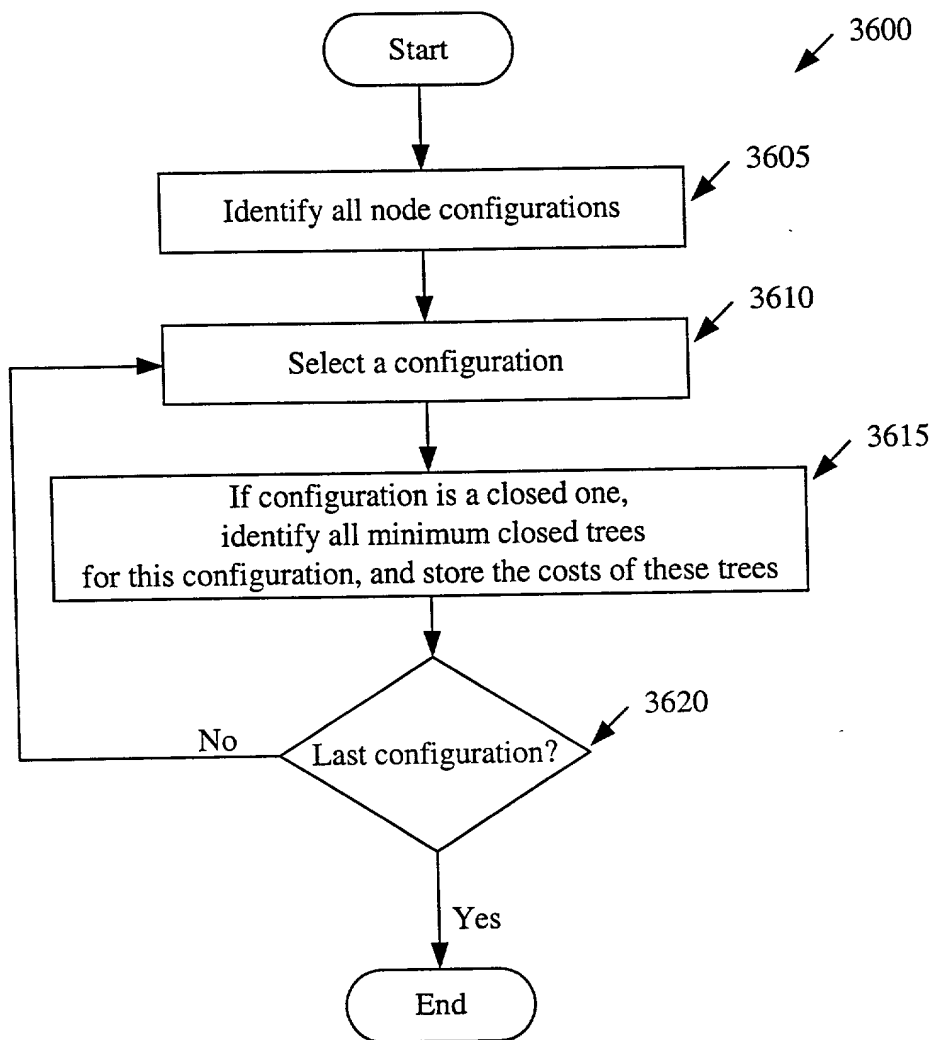 Start
3600
3605
Identify all node configurations
3610
Select a configuration
3615
If configuration is a closed one,
identify all minimum closed trees
for this configuration, and store the costs of these trees
3620
No
Last configuration?
Yes
End